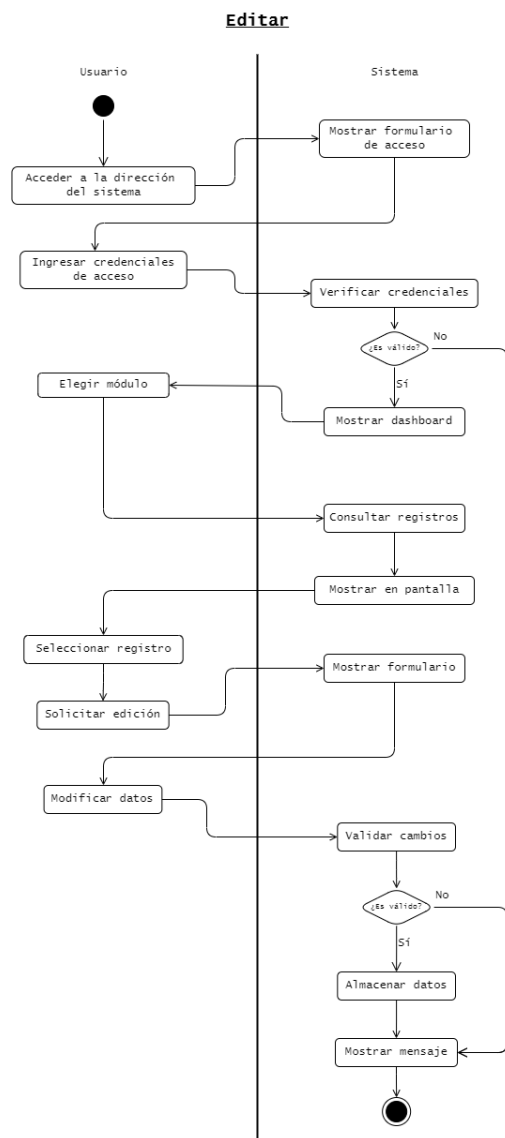 Editar
Usuario
Sistema
Mostrar formulario
de acceso
Acceder a la dirección
del sistema
Ingresar credenciales
de acceso
Verificar credenciales
¿Es válido?
No
Sí
Elegir módulo
Mostrar dashboard
Consultar registros
Mostrar en pantalla
Seleccionar registro
Mostrar formulario
Solicitar edición
Modificar datos
Validar cambios
¿Es válido?
No
Sí
Almacenar datos
Mostrar mensaje